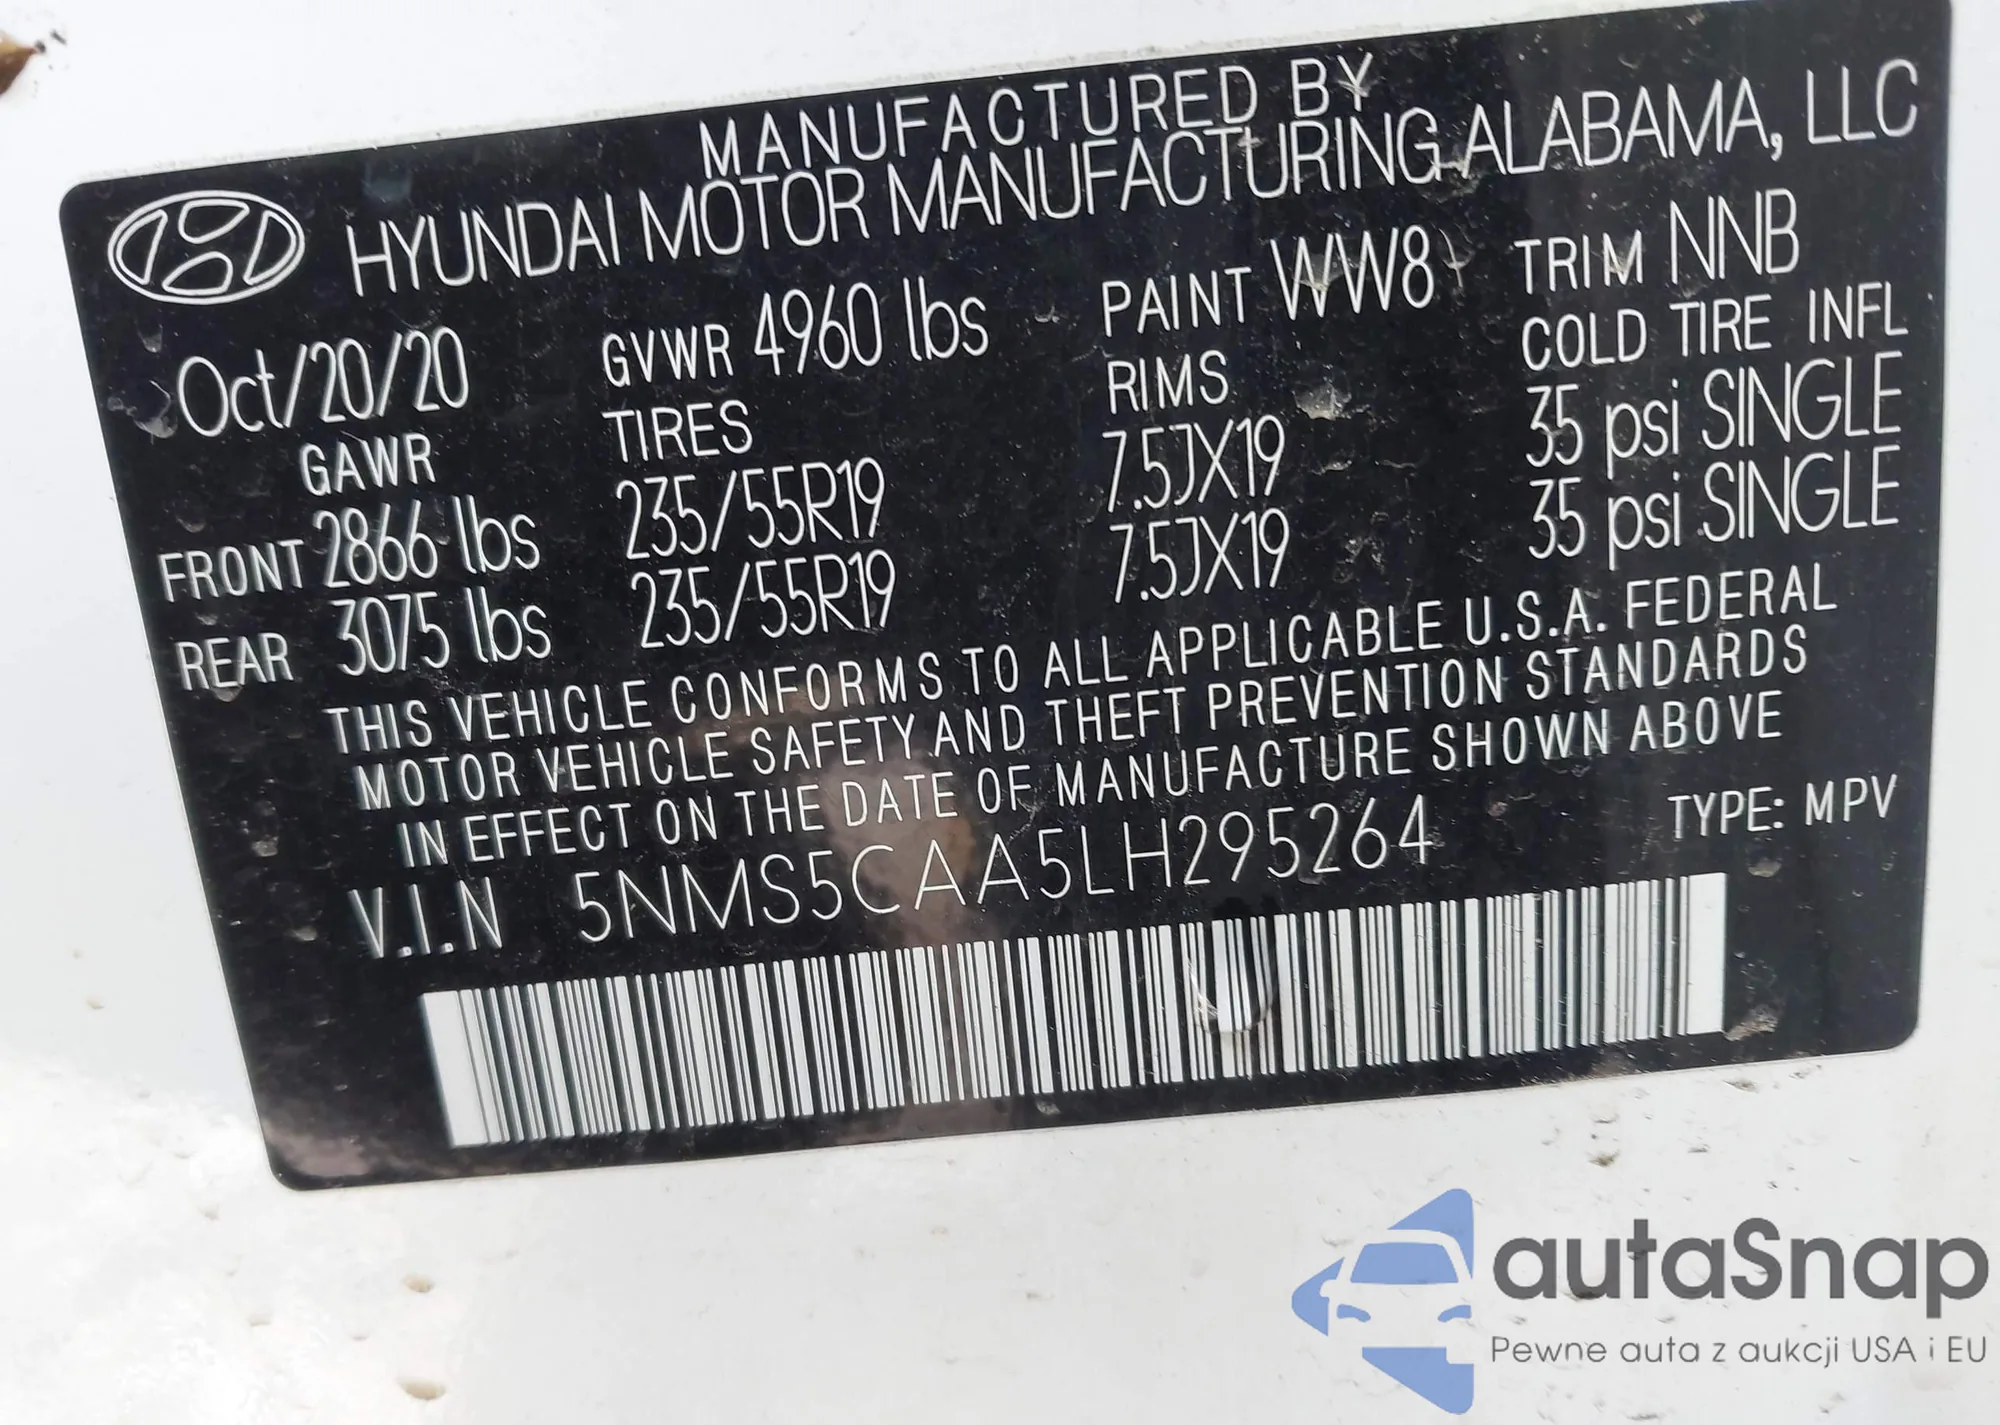 MANUFACTURED BY
HYUNDAI MOTOR MANUFACTURING ALABAMA, LLC
Oct/20/20 GVWR 4960 lbs PAINT WW8 TRIM NNB
GAWR TIRES RIMS COLD TIRE INFL
FRONT 2866 lbs 235/55R19 7.5JX19 35 psi SINGLE
REAR 3075 lbs 235/55R19 7.5JX19 35 psi SINGLE
THIS VEHICLE CONFORMS TO ALL APPLICABLE U.S.A. FEDERAL
MOTOR VEHICLE SAFETY AND THEFT PREVENTION STANDARDS
IN EFFECT ON THE DATE OF MANUFACTURE SHOWN ABOVE
V.I.N 5NMS5CAA5LH295264 TYPE: MPV
autaSnap
Pewne auta z aukcji USA i EU